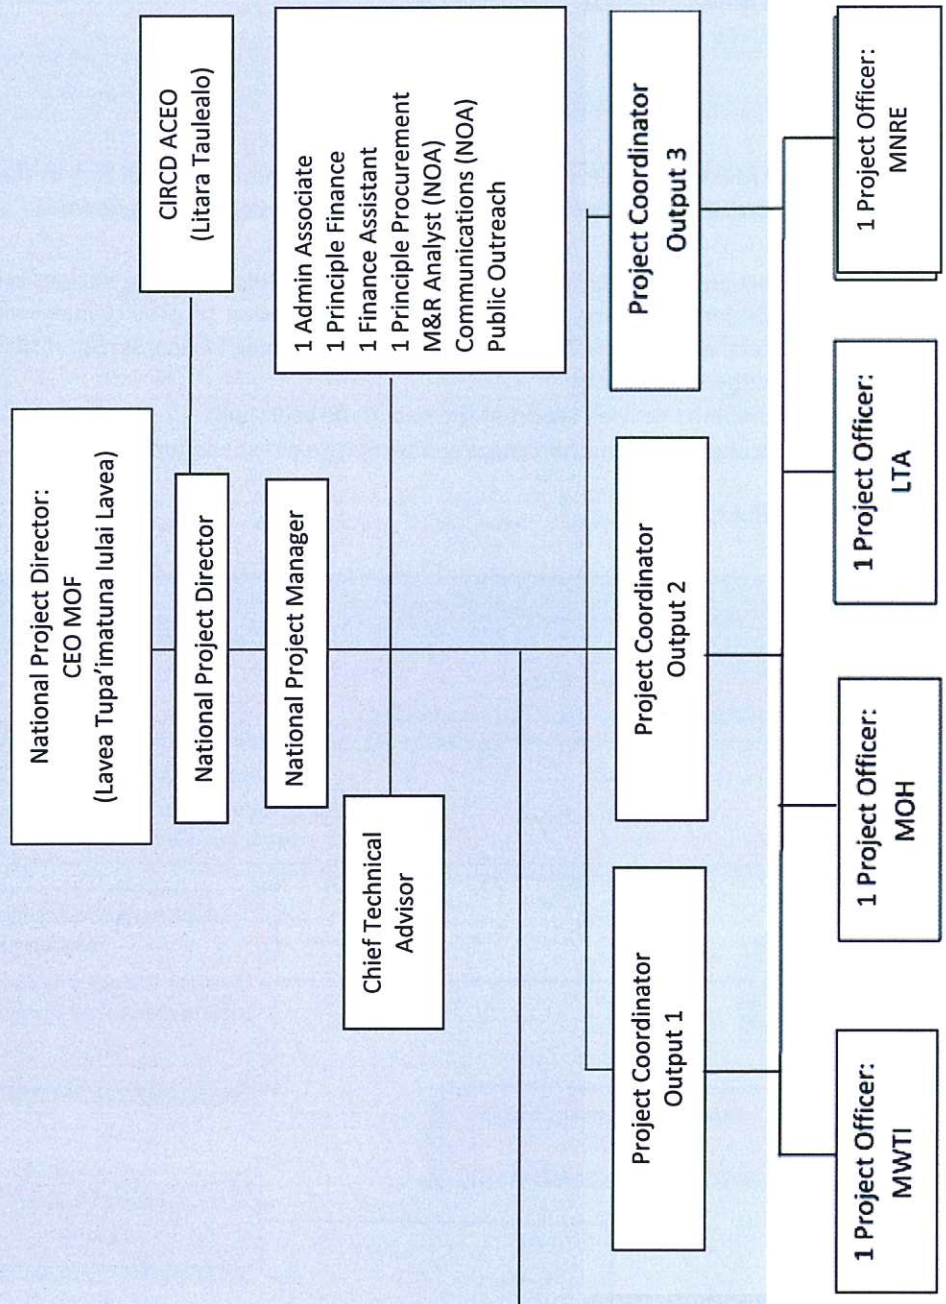 National Project Director:
CEO MOF
(Lavea Tupa’imatuna Iulai Lavea)
CIRCD ACEO
(Litara Taulealo)
National Project Director
National Project Manager
Chief Technical
Advisor
1 Admin Associate
1 Principle Finance
1 Finance Assistant
1 Principle Procurement
M&R Analyst (NOA)
Communications (NOA)
Public Outreach
Project Coordinator
Output 1
Project Coordinator
Output 2
Project Coordinator
Output 3
1 Project Officer:
MWTI
1 Project Officer:
MOH
1 Project Officer:
LTA
1 Project Officer:
MNRE